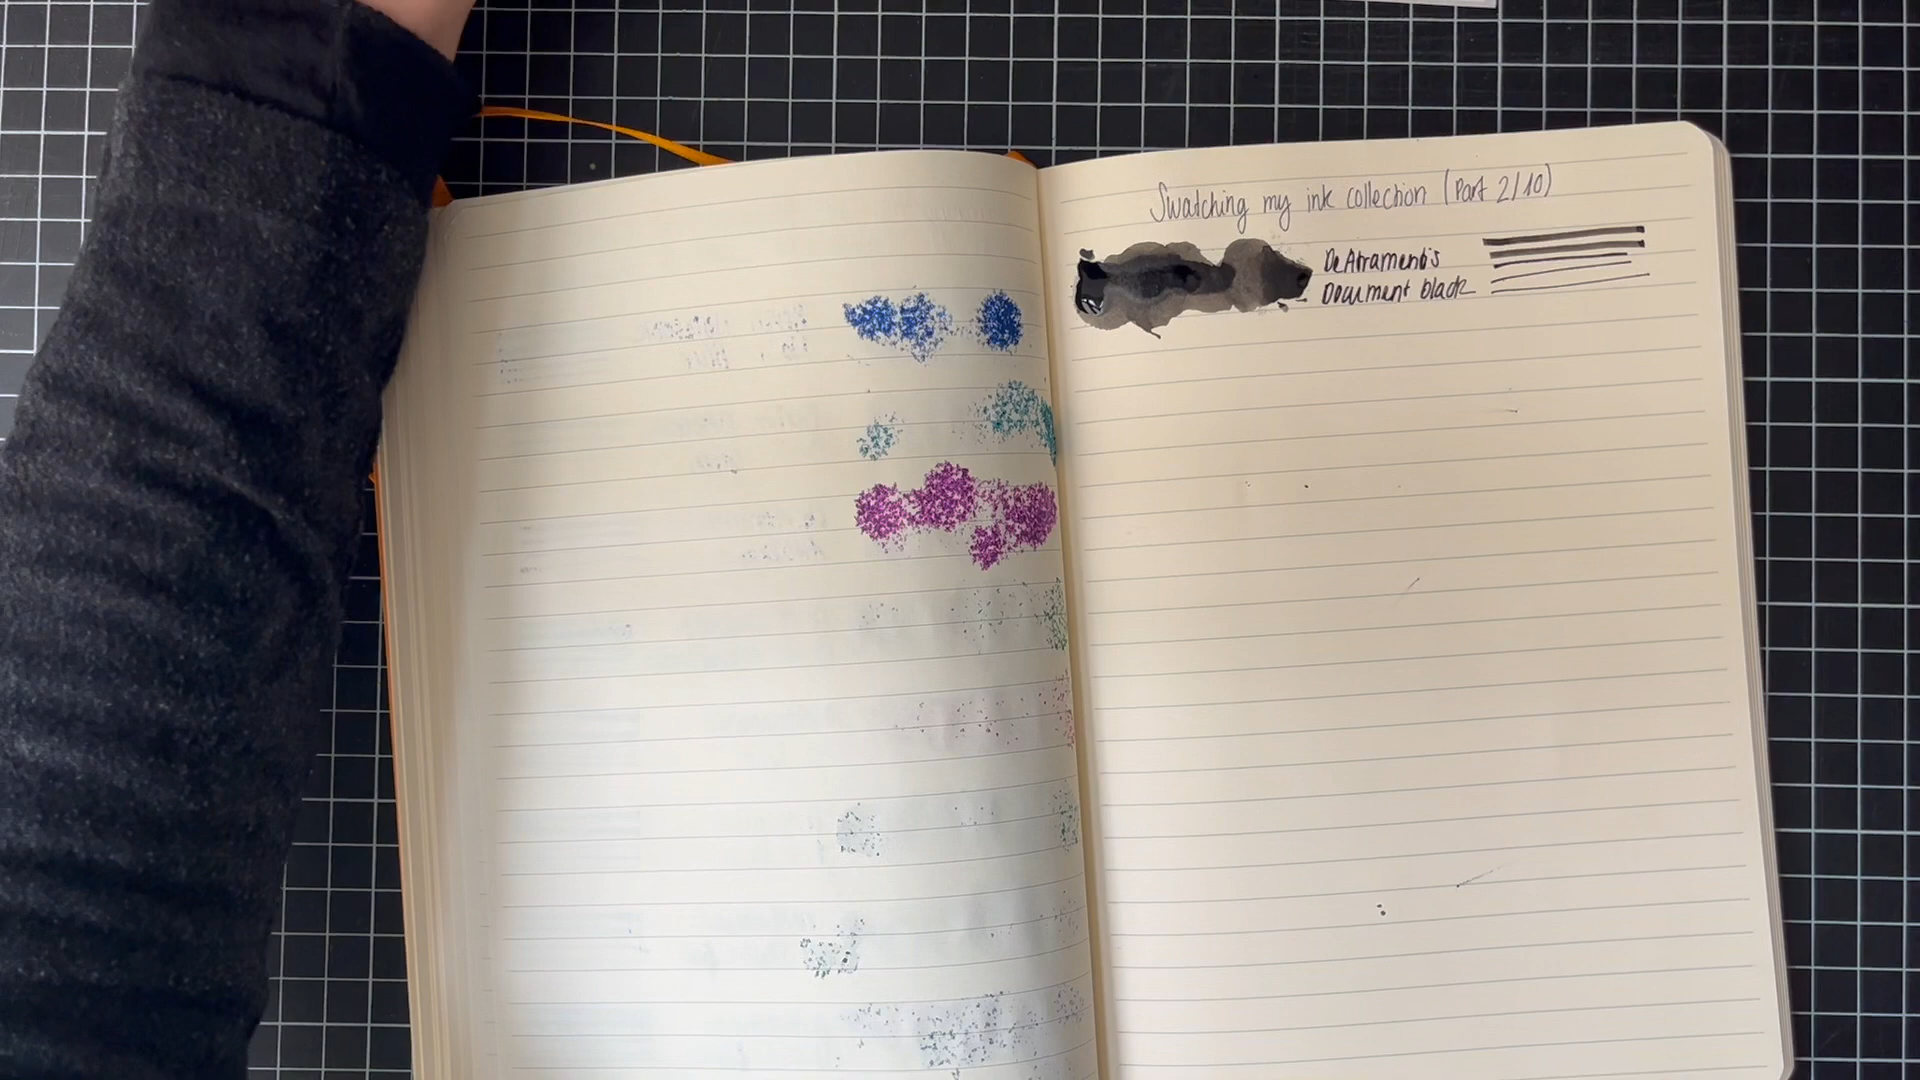 Swatching my ink collection (Part 2/10)
DeAtramentis
Document black